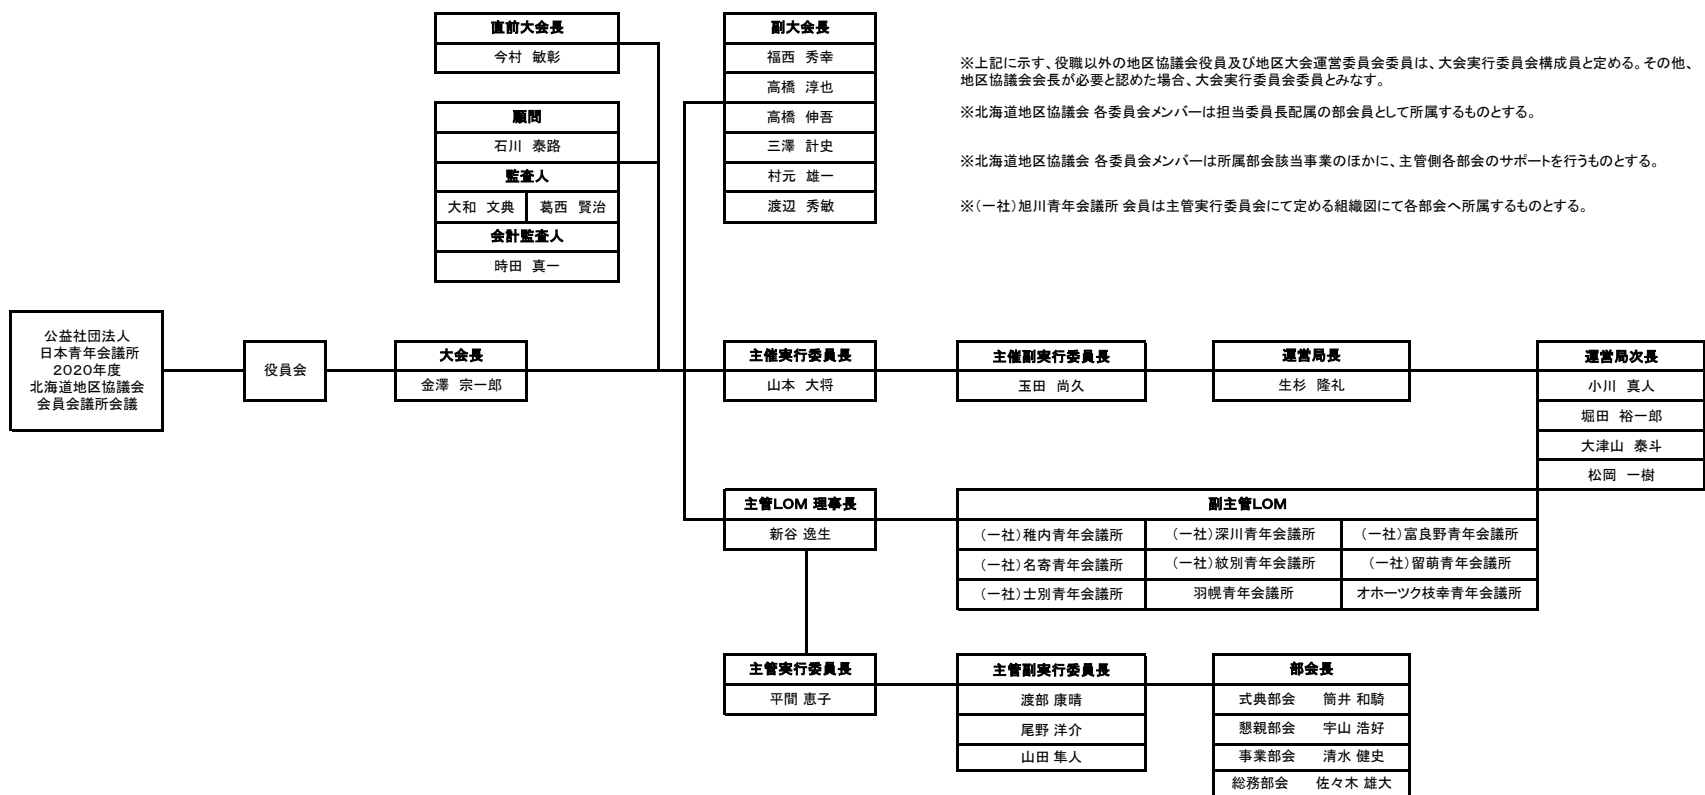 直前大会長
今村 敏彰
顧問
石川 泰路
監査人
大和 文典 葛西 賢治
会計監査人
時田 真一
副大会長
福西 秀幸
高橋 淳也
高橋 伸吾
三澤 計史
村元 雄一
渡辺 秀敏
※上記に示す、役職以外の地区協議会役員及び地区大会運営委員会委員は、大会実行委員会構成員と定める。その他、
地区協議会会長が必要と認めた場合、大会実行委員会委員とみなす。
※北海道地区協議会 各委員会メンバーは担当委員長配属の部会員として所属するものとする。
※北海道地区協議会 各委員会メンバーは所属部会該当事業のほかに、主管側各部会のサポートを行うものとする。
※(一社)旭川青年会議所 会員は主管実行委員会にて定める組織図にて各部会へ所属するものとする。
公益社団法人
日本青年会議所
2020年度
北海道地区協議会
会員会議所会議
役員会
大会長
金澤 宗一郎
主催実行委員長
山本 大将
主催副実行委員長
玉田 尚久
運営局長
生杉 隆礼
運営局次長
小川 真人
堀田 裕一郎
大津山 泰斗
松岡 一樹
主管LOM 理事長
新谷 逸生
副主管LOM
(一社)稚内青年会議所 (一社)深川青年会議所 (一社)富良野青年会議所
(一社)名寄青年会議所 (一社)紋別青年会議所 (一社)留萌青年会議所
(一社)士別青年会議所 羽幌青年会議所 オホーツク枝幸青年会議所
主管実行委員長
平間 恵子
主管副実行委員長
渡部 康晴
尾野 洋介
山田 隼人
部会長
式典部会 筒井 和騎
懇親部会 宇山 浩好
事業部会 清水 健史
総務部会 佐々木 雄大